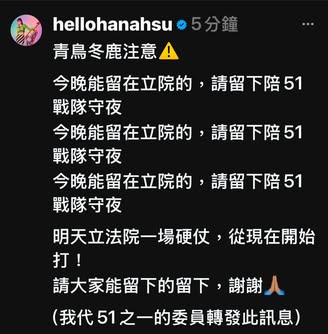 hellohanahsu 5分鐘
青鳥冬鹿注意⚠️
今晚能留在立院的，請留下陪 51
戰隊守夜
今晚能留在立院的，請留下陪 51
戰隊守夜
今晚能留在立院的，請留下陪 51
戰隊守夜
明天立法院一場硬仗，從現在開始
打！
請大家能留下的留下，謝謝🙏🏽
（我代 51 之一的委員轉發此訊息）